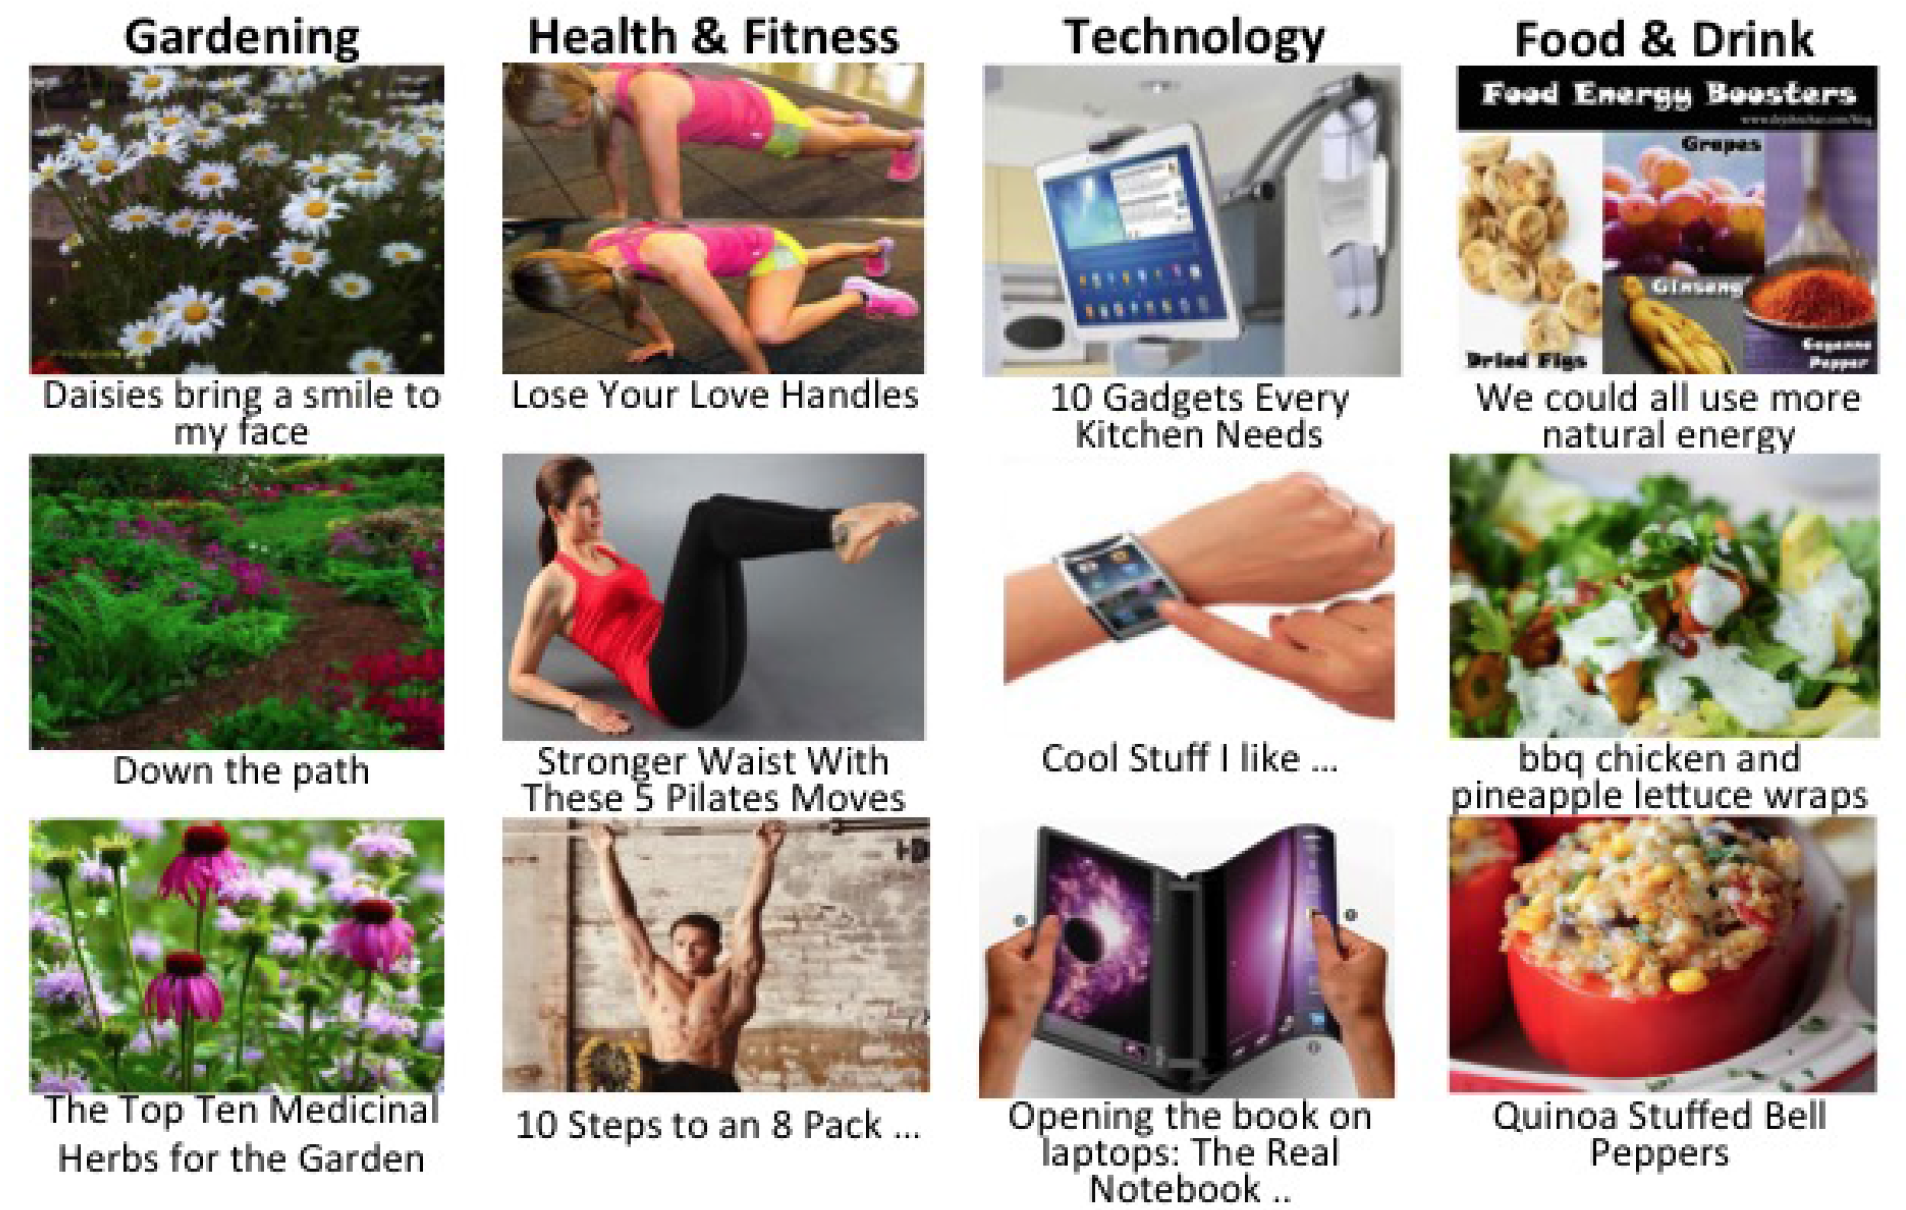 Gardening
Health & Fitness
Technology
Food & Drink
Food Energy Boosters
Grapes
Ginseng
Dried Figs
Cayenne
Pepper
Daisies bring a smile to
my face
Lose Your Love Handles
10 Gadgets Every
Kitchen Needs
We could all use more
natural energy
Down the path
Stronger Waist With
These 5 Pilates Moves
Cool Stuff I like ...
bbq chicken and
pineapple lettuce wraps
The Top Ten Medicinal
Herbs for the Garden
10 Steps to an 8 Pack ...
Opening the book on
laptops: The Real
Notebook ..
Quinoa Stuffed Bell
Peppers